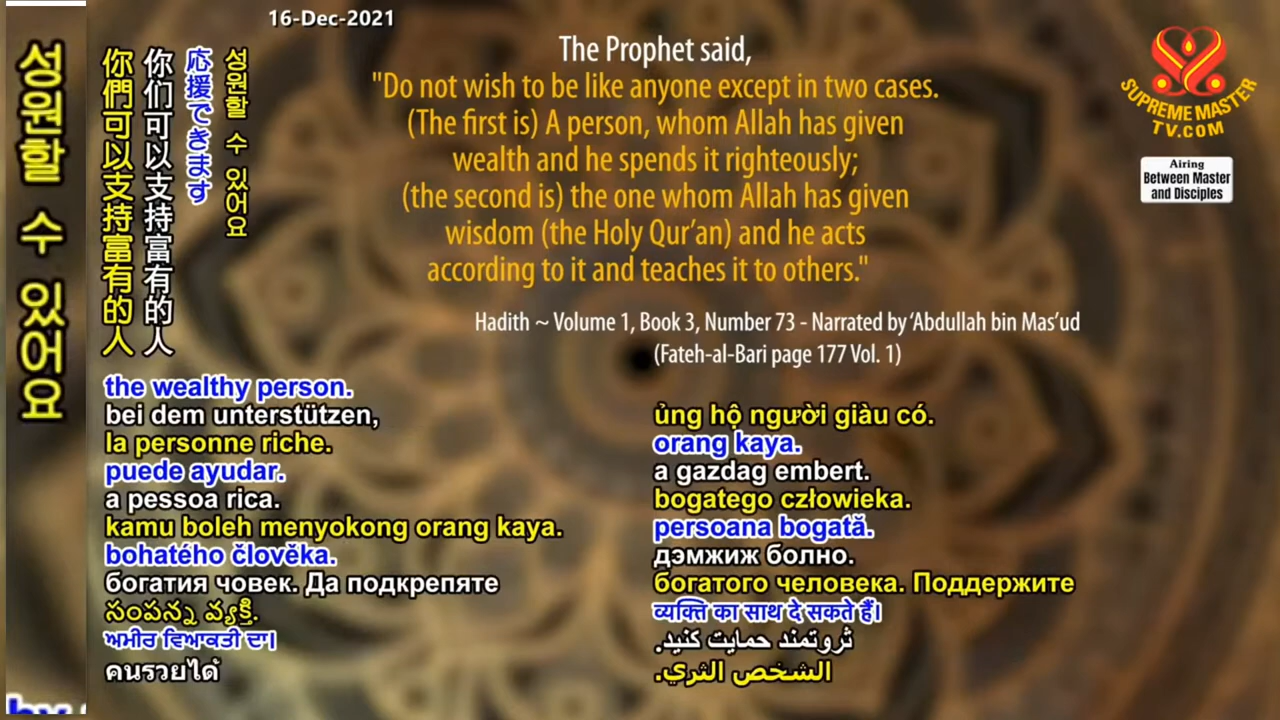 16-Dec-2021
성원할 수 있어요
你們可以支持富有的人
你们可以支持富有的人
応援できます
성원할 수 있어요
The Prophet said,
"Do not wish to be like anyone except in two cases.
(The first is) A person, whom Allah has given
wealth and he spends it righteously;
(the second is) the one whom Allah has given
wisdom (the Holy Qur’an) and he acts
according to it and teaches it to others."
Hadith ~ Volume 1, Book 3, Number 73 - Narrated by ‘Abdullah bin Mas’ud
(Fateh-al-Bari page 177 Vol. 1)
SUPREME MASTER
TV.COM
Airing
Between Master
and Disciples
the wealthy person.
bei dem unterstützen,
la personne riche.
puede ayudar.
a pessoa rica.
kamu boleh menyokong orang kaya.
bohatého člověka.
богатия човек. Да подкрепяте
సంపన్న వ్యక్తి.
ਅਮੀਰ ਵਿਆਕਤੀ ਦਾ।
คนรวยได้
ủng hộ người giàu có.
orang kaya.
a gazdag embert.
bogatego człowieka.
persoana bogată.
дэмжиж болно.
богатого человека. Поддержите
व्यक्ति का साथ दे सकते हैं।
ثروتمند حمایت کنید.
الشخص الثري.